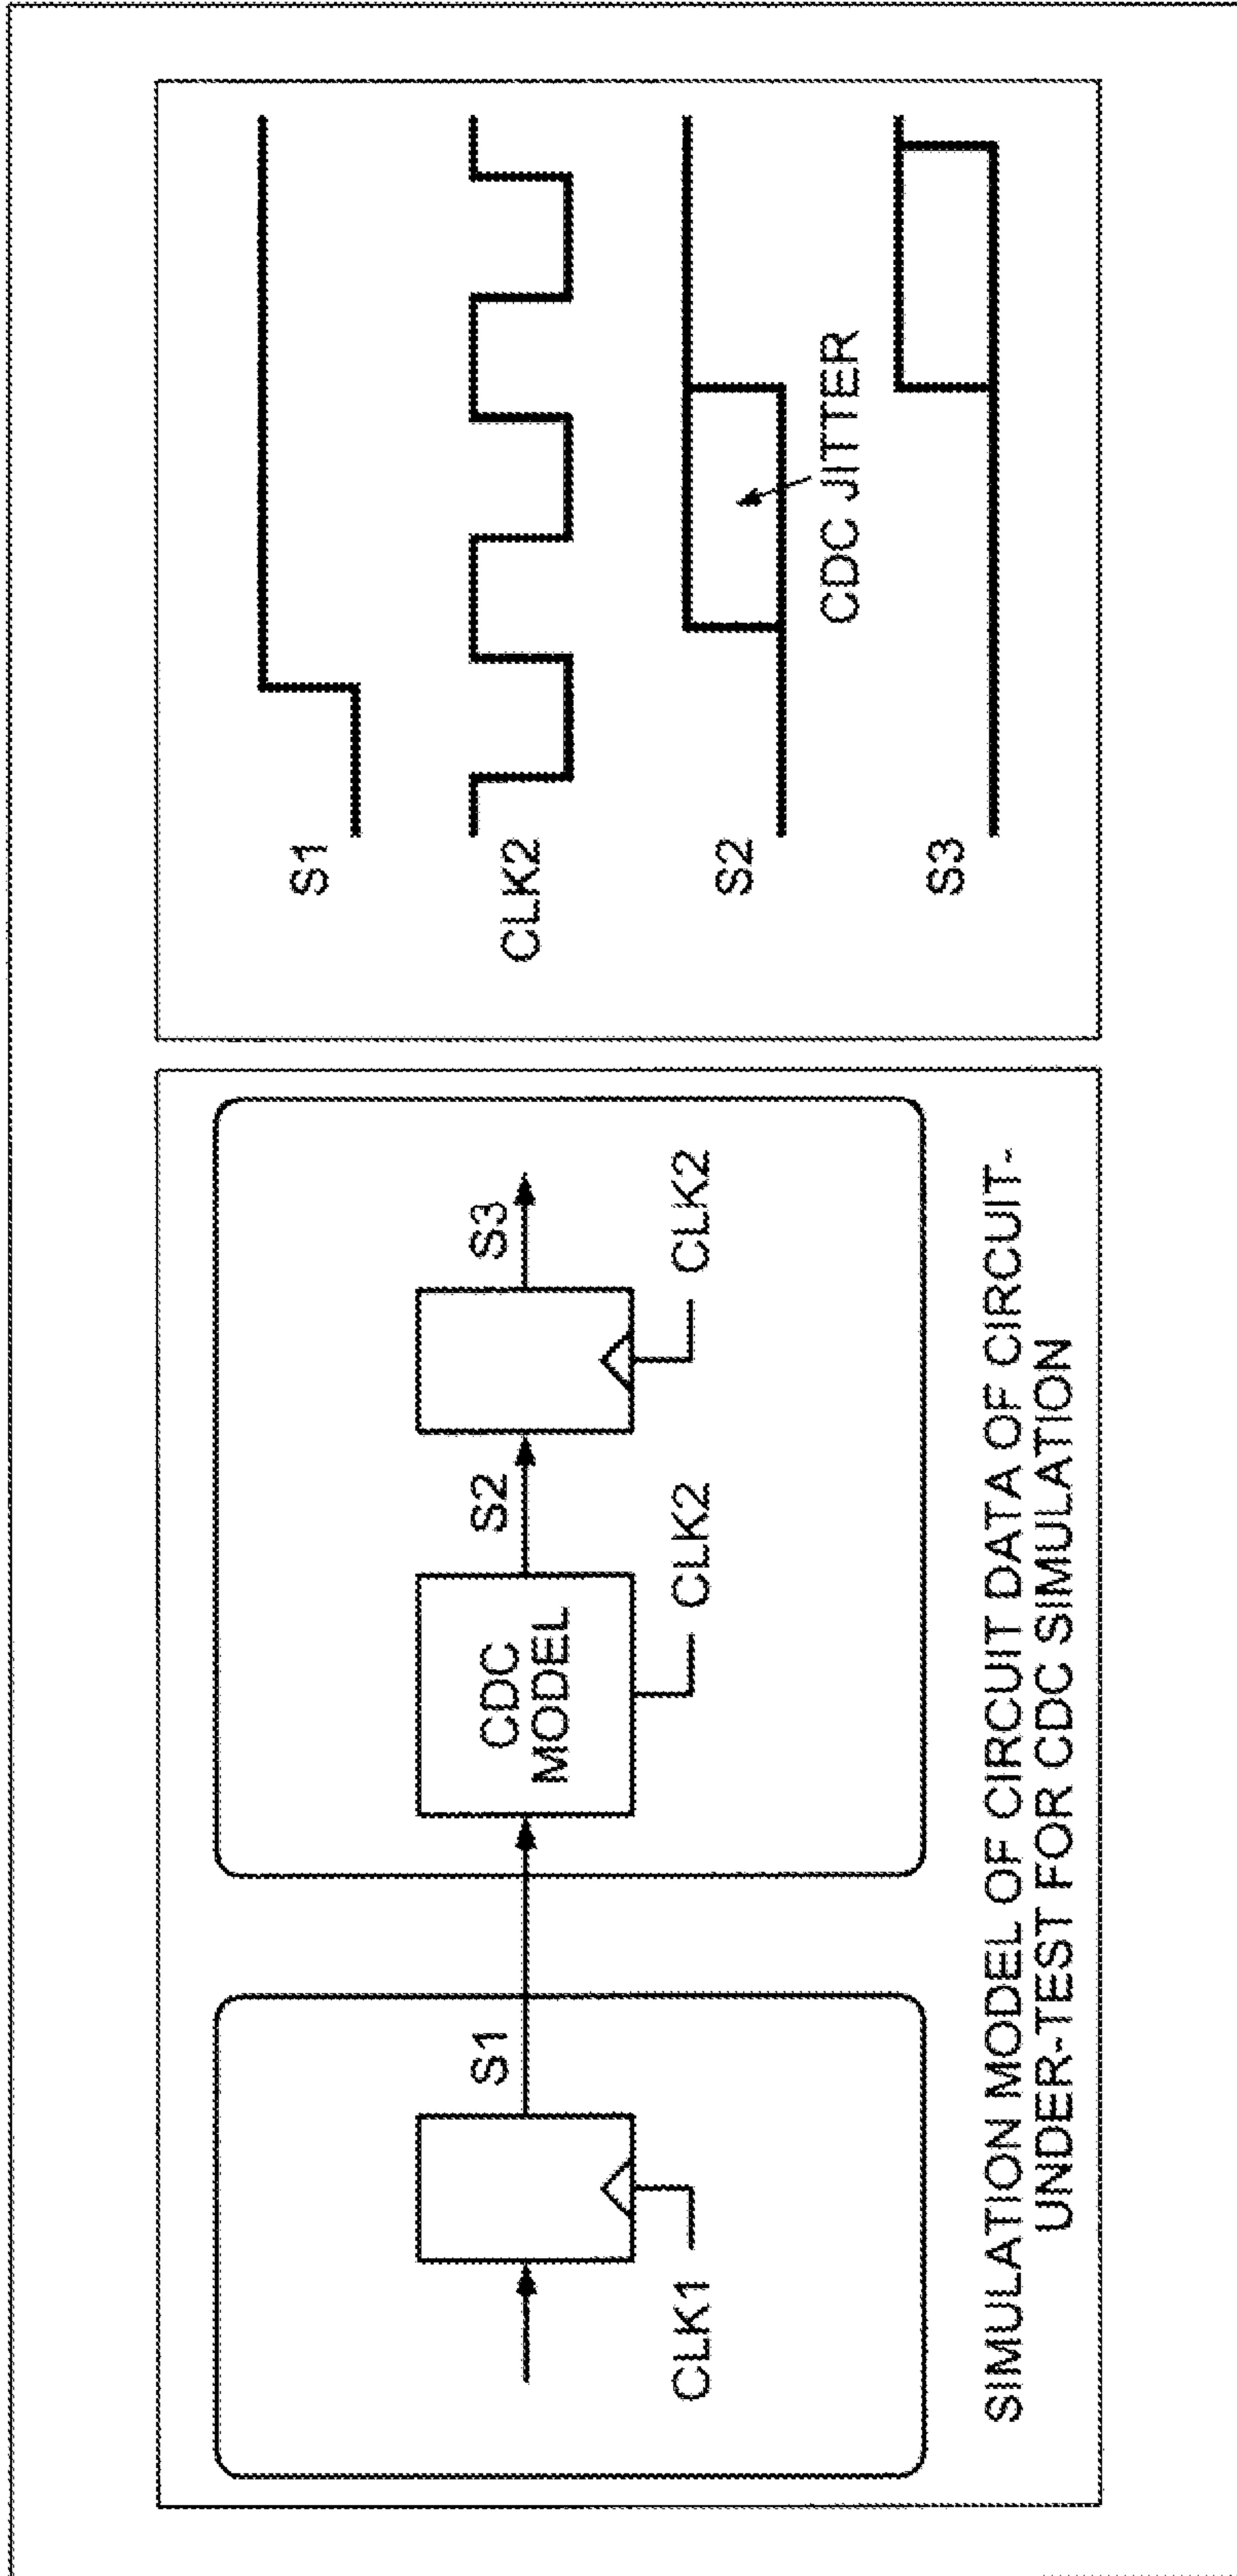 S1
CLK1
CDC
MODEL
CLK2
S2
CLK2
S3
SIMULATION MODEL OF CIRCUIT DATA OF CIRCUIT-
UNDER-TEST FOR CDC SIMULATION
S1
CLK2
S2
CDC JITTER
S3